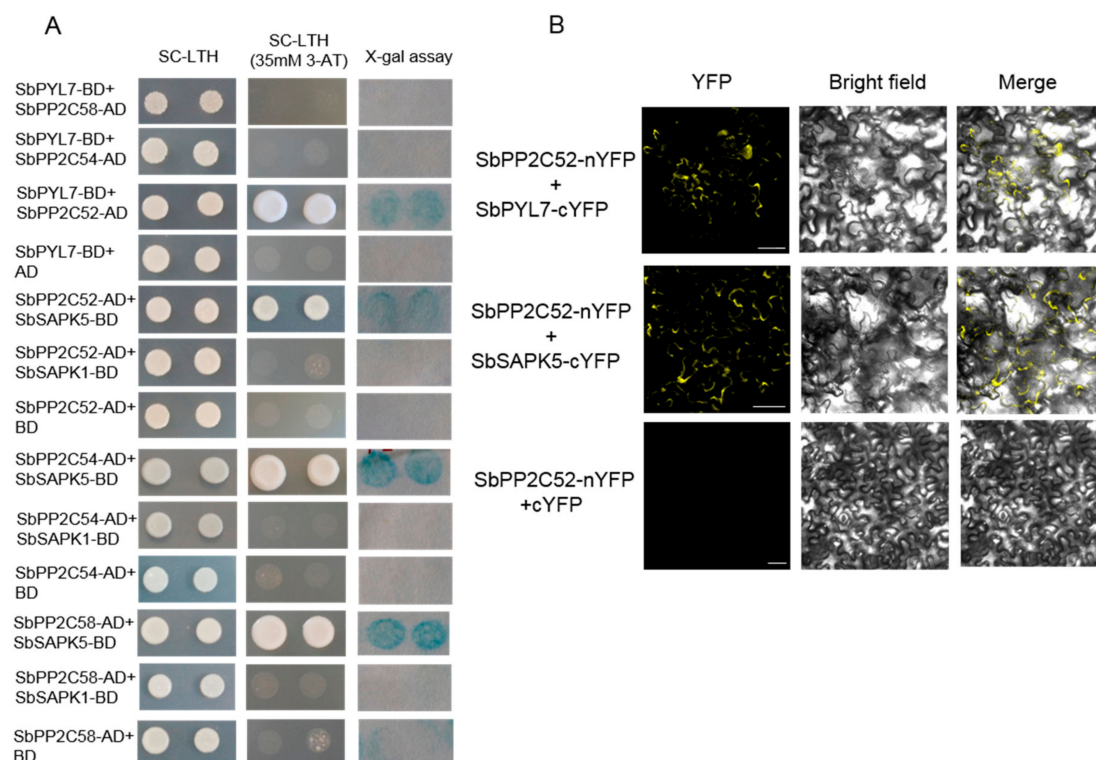 A
B
SC-LTH
SC-LTH
(35mM 3-AT)
X-gal assay
SbPYL7-BD+
SbPP2C58-AD
SbPYL7-BD+
SbPP2C54-AD
SbPYL7-BD+
SbPP2C52-AD
SbPYL7-BD+
AD
SbPP2C52-AD+
SbSAPK5-BD
SbPP2C52-AD+
SbSAPK1-BD
SbPP2C52-AD+
BD
SbPP2C54-AD+
SbSAPK5-BD
SbPP2C54-AD+
SbSAPK1-BD
SbPP2C54-AD+
BD
SbPP2C58-AD+
SbSAPK5-BD
SbPP2C58-AD+
SbSAPK1-BD
SbPP2C58-AD+
BD
YFP
Bright field
Merge
SbPP2C52-nYFP
+
SbPYL7-cYFP
SbPP2C52-nYFP
+
SbSAPK5-cYFP
SbPP2C52-nYFP
+cYFP